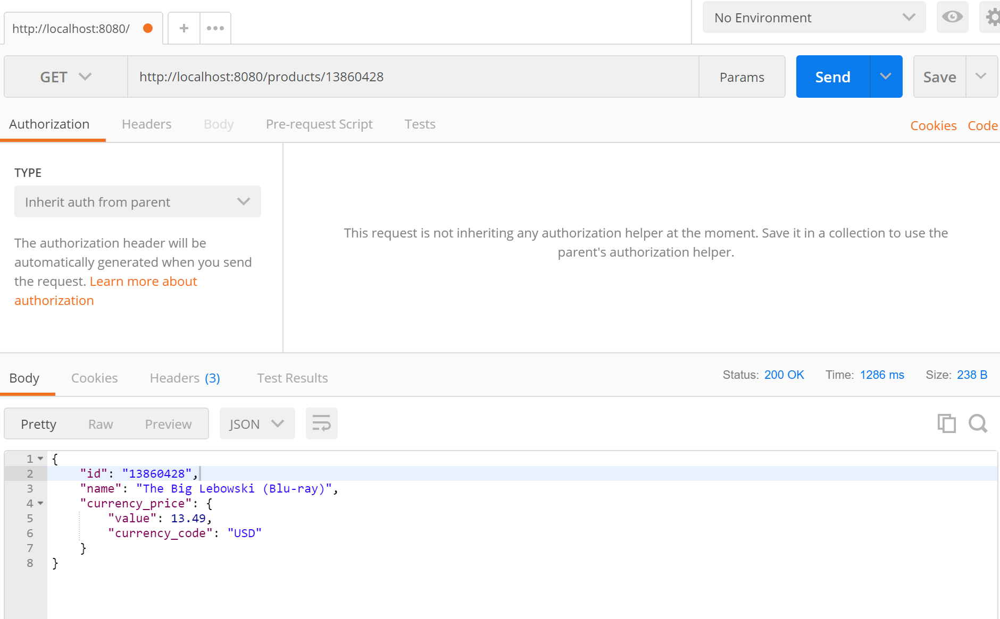 http://localhost:8080/
No Environment
GET
http://localhost:8080/products/13860428
Params
Send
Save
Authorization
Headers
Body
Pre-request Script
Tests
Cookies
Code
TYPE
Inherit auth from parent
The authorization header will be
automatically generated when you send
the request. Learn more about
authorization
This request is not inheriting any authorization helper at the moment. Save it in a collection to use the
parent's authorization helper.
Body
Cookies
Headers (3)
Test Results
Status: 200 OK
Time: 1286 ms
Size: 238 B
Pretty
Raw
Preview
JSON
1 {
2 "id": "13860428",
3 "name": "The Big Lebowski (Blu-ray)",
4 "currency_price": {
5 "value": 13.49,
6 "currency_code": "USD"
7 }
8 }